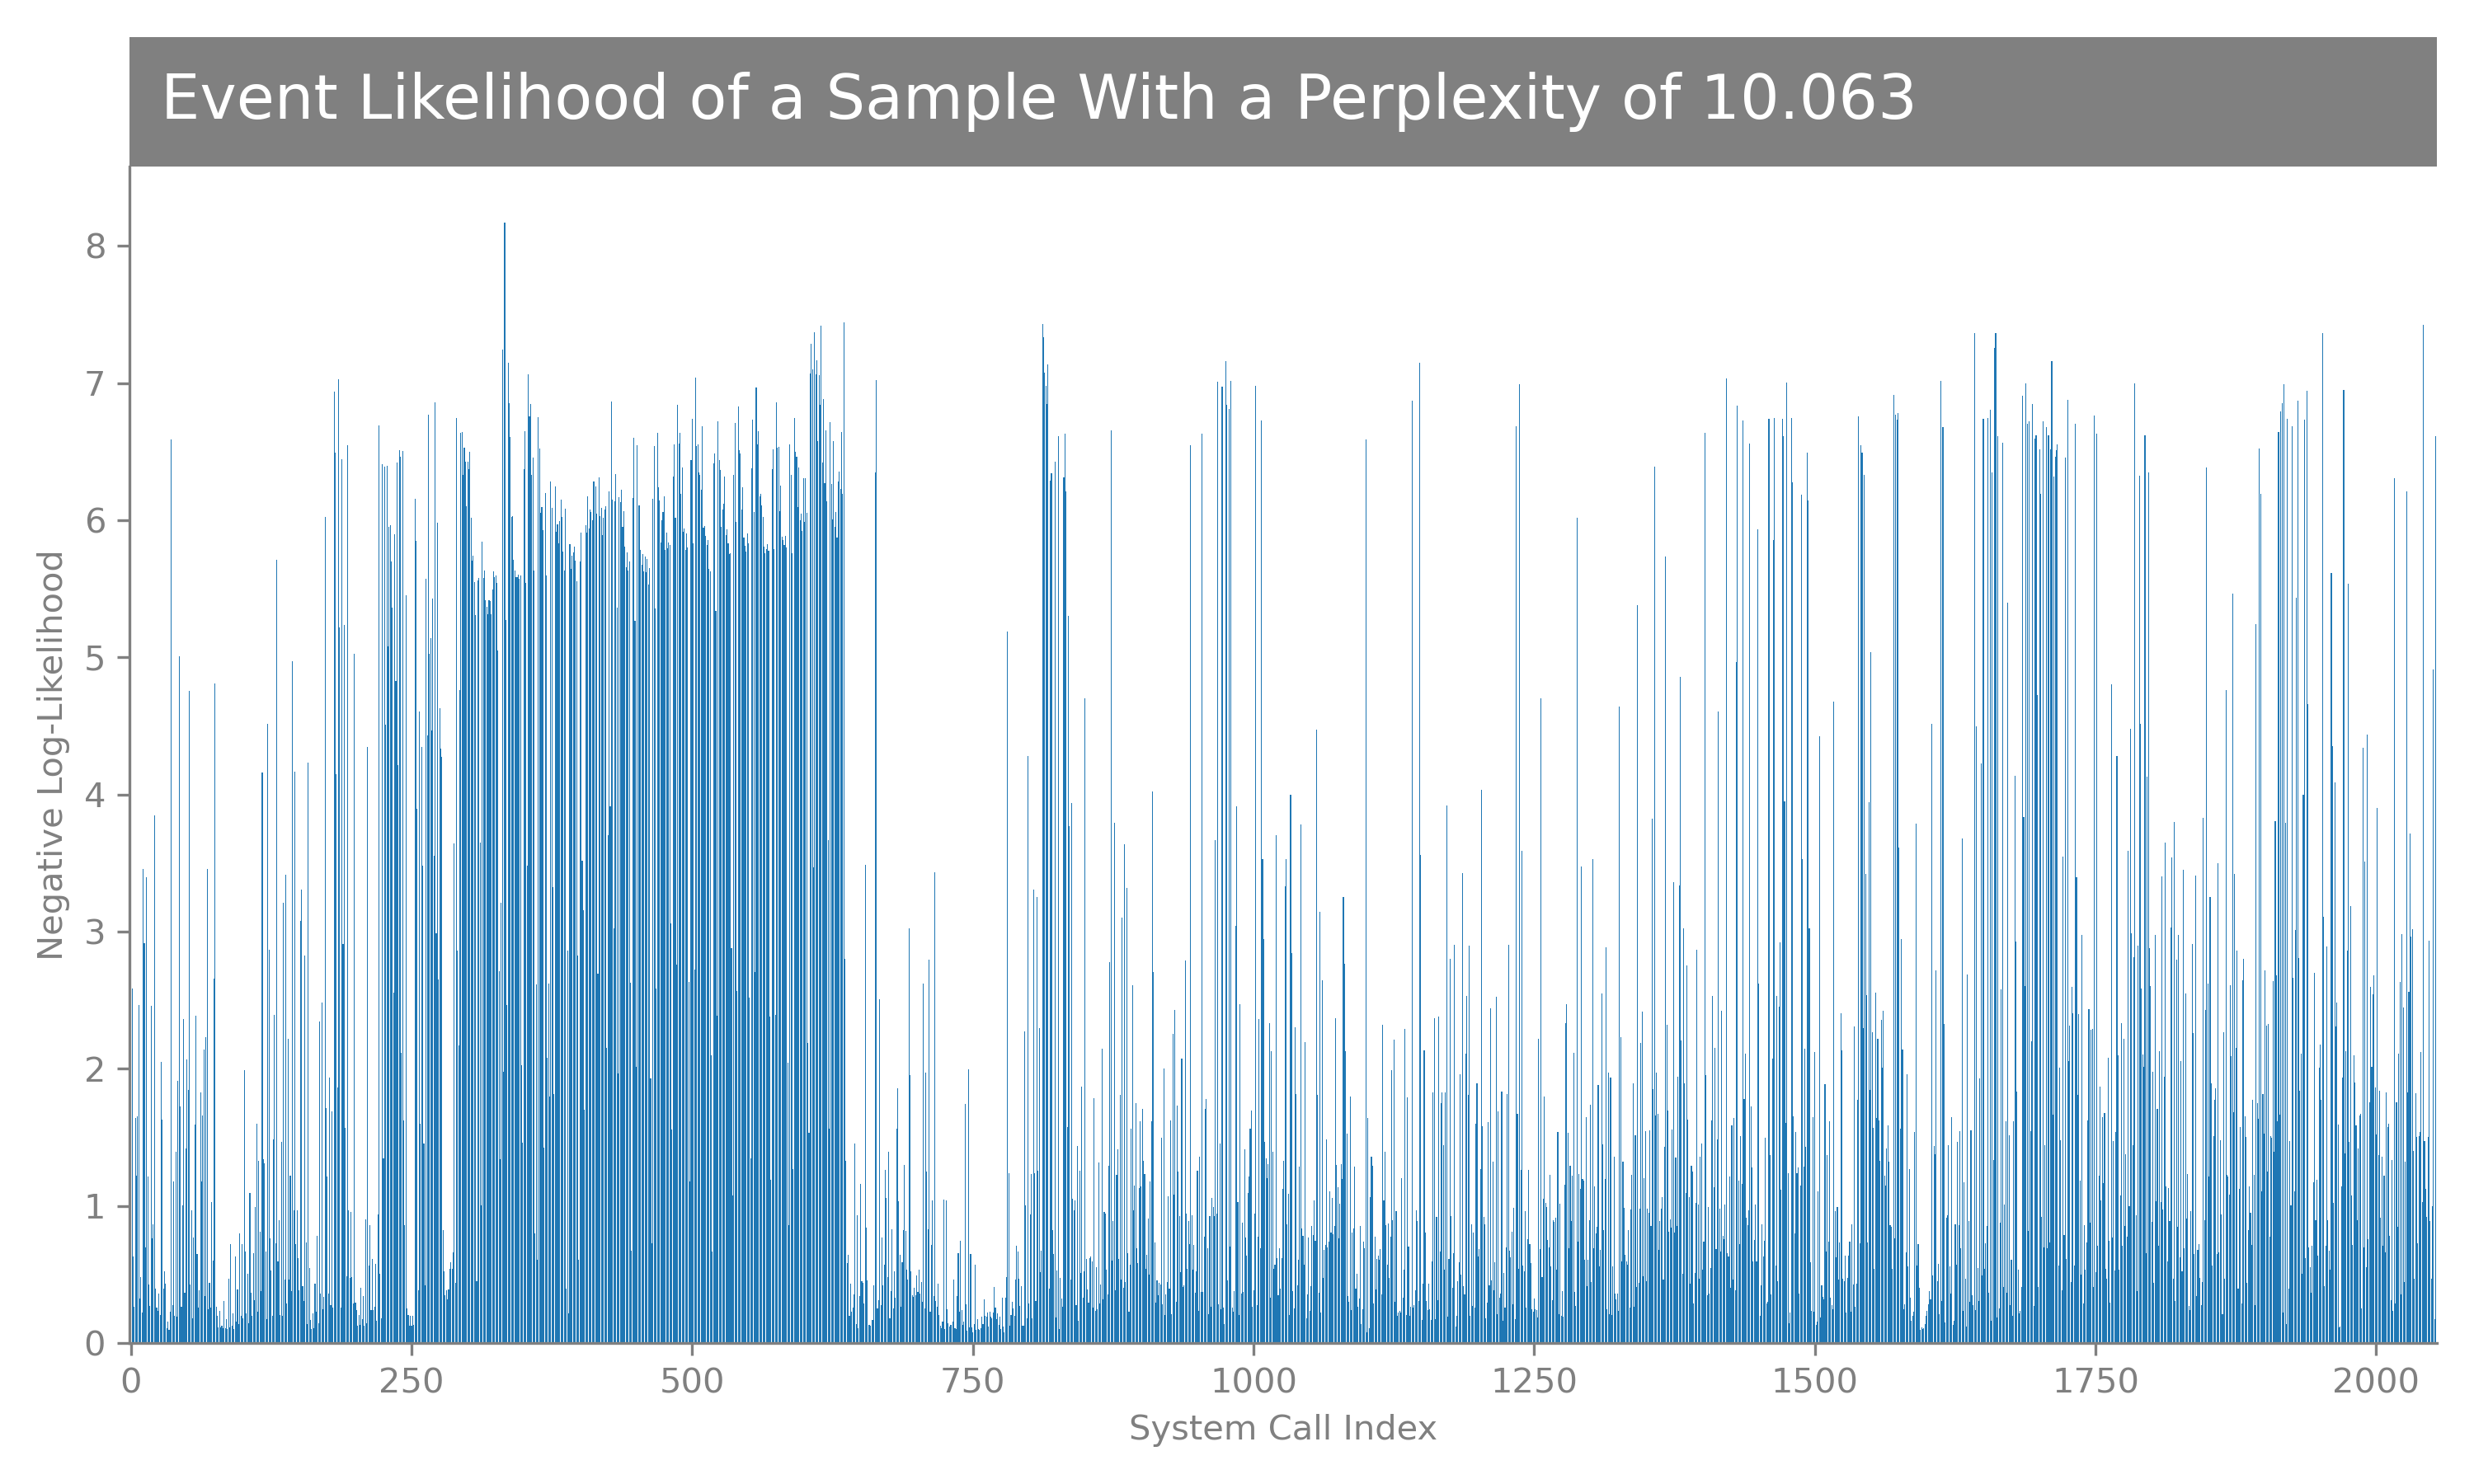 Event Likelihood of a Sample With a Perplexity of 10.063
8
7
6
5
4
3
2
1
0
Negative Log-Likelihood
0 250 500 750 1000 1250 1500 1750 2000
System Call Index